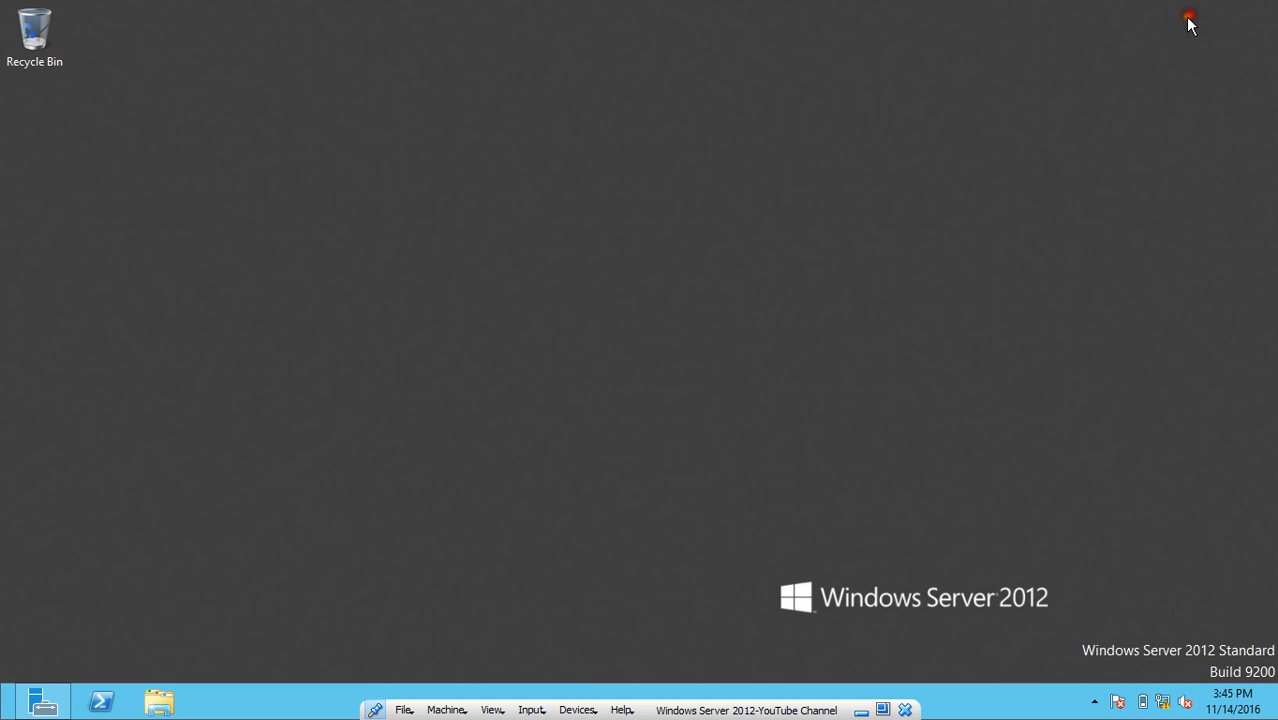 Recycle Bin
Windows Server 2012
Windows Server 2012 Standard
Build 9200
File
Machine
View
Input
Devices
Help
Windows Server 2012-YouTube Channel
3:45 PM
11/14/2016